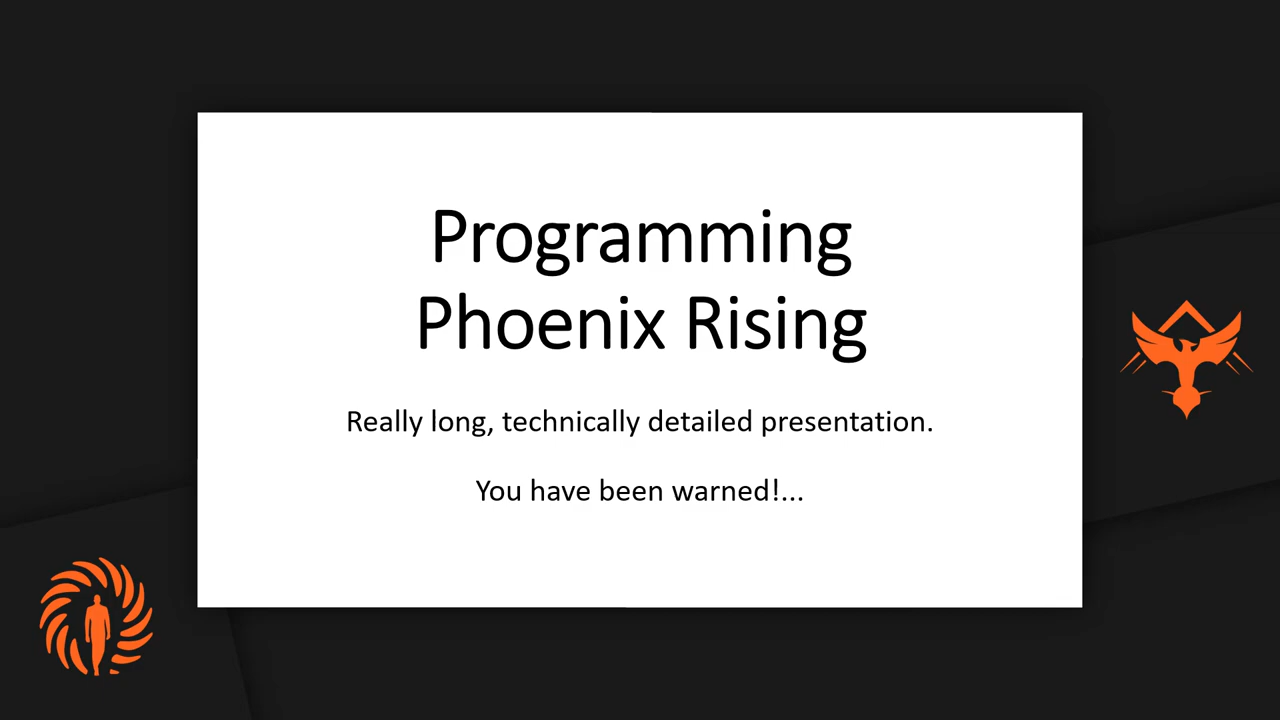 Programming
Phoenix Rising
Really long, technically detailed presentation.
You have been warned!...